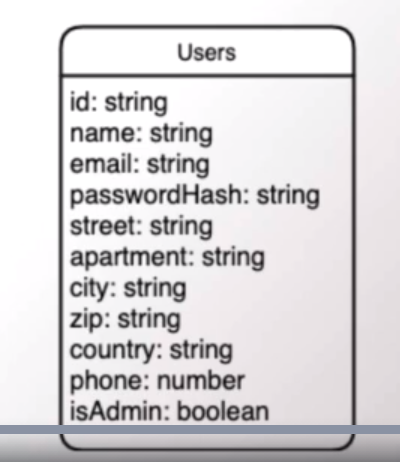 Users
id: string
name: string
email: string
passwordHash: string
street: string
apartment: string
city: string
zip: string
country: string
phone: number
isAdmin: boolean